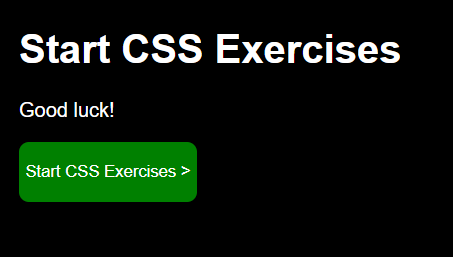 Start CSS Exercises
Good luck!
Start CSS Exercises >